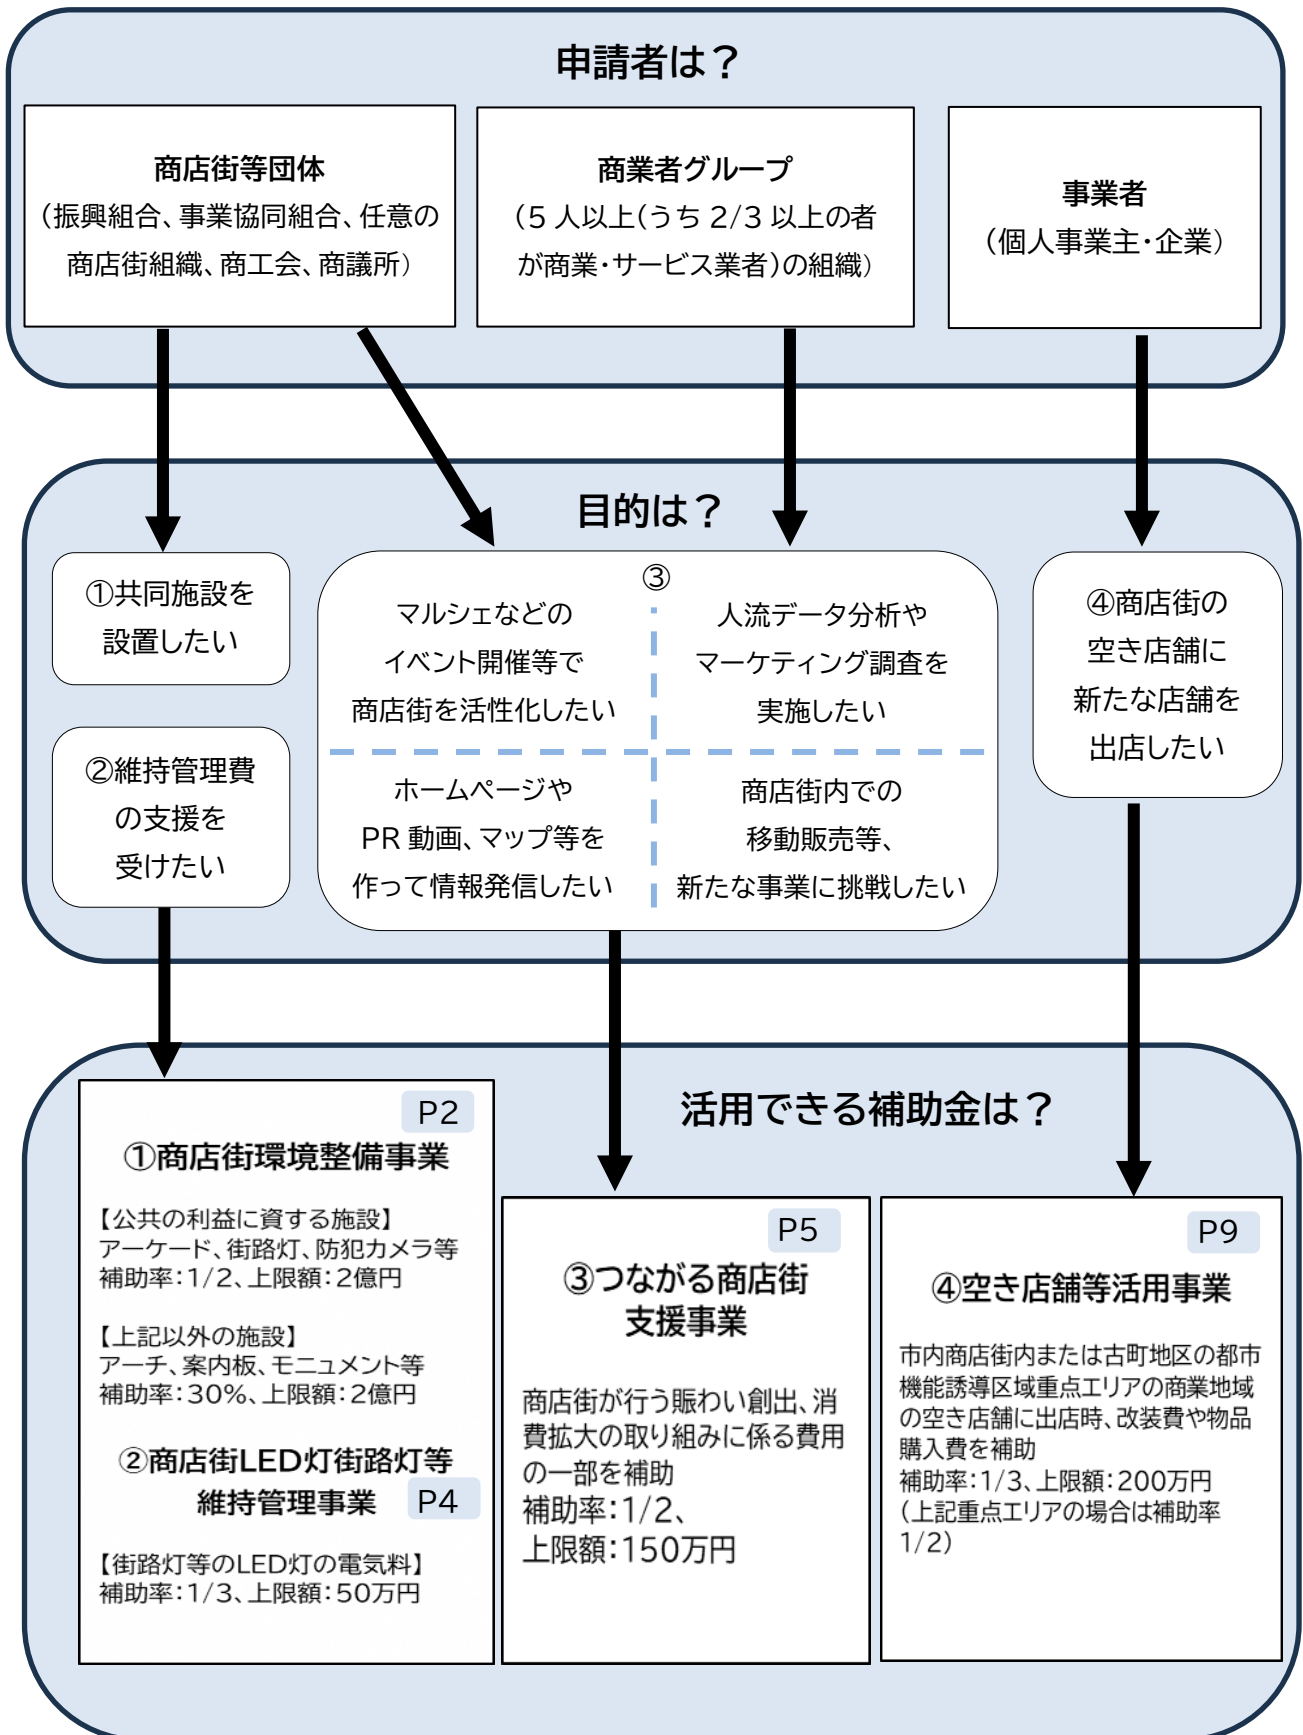 申請者は？
商店街等団体
（振興組合、事業協同組合、任意の
商店街組織、商工会、商議所）
商業者グループ
（5 人以上（うち 2/3 以上の者
が商業・サービス業者）の組織）
事業者
（個人事業主・企業）
目的は？
①共同施設を
設置したい
②維持管理費
の支援を
受けたい
③
マルシェなどの
イベント開催等で
商店街を活性化したい
人流データ分析や
マーケティング調査を
実施したい
ホームページや
PR 動画、マップ等を
作って情報発信したい
商店街内での
移動販売等、
新たな事業に挑戦したい
④商店街の
空き店舗に
新たな店舗を
出店したい
活用できる補助金は？
P2
①商店街環境整備事業
【公共の利益に資する施設】
アーケード、街路灯、防犯カメラ等
補助率：1/2、上限額：2億円
【上記以外の施設】
アーチ、案内板、モニュメント等
補助率：30%、上限額：2億円
②商店街LED灯街路灯等
維持管理事業 P4
【街路灯等のLED灯の電気料】
補助率：1/3、上限額：50万円
P5
③つながる商店街
支援事業
商店街が行う賑わい創出、消
費拡大の取り組みに係る費用
の一部を補助
補助率：1/2、
上限額：150万円
P9
④空き店舗等活用事業
市内商店街内または古町地区の都市
機能誘導区域重点エリアの商業地域
の空き店舗に出店時、改装費や物品
購入費を補助
補助率：1/3、上限額：200万円
（上記重点エリアの場合は補助率
1/2）